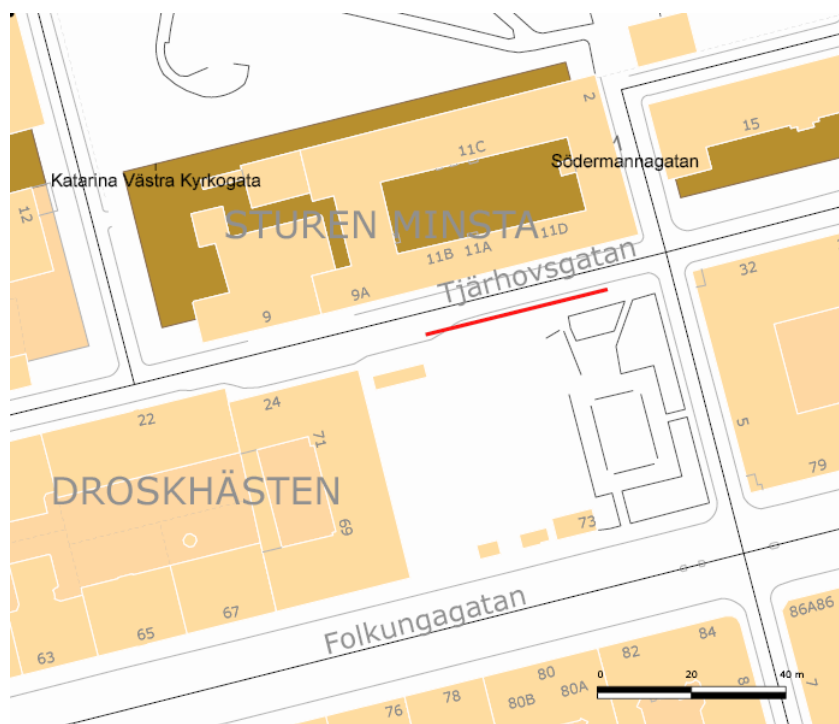 2
11C
15
Södermannagatan
Katarina Västra Kyrkogata
12
STUREN MINSTA
11D
11A
11B
Tjärhovsgatan
32
9A
9
22
24
71
5
79
DROSKHÄSTEN
69
73
67
65
63
Folkungagatan
86A86
84
82
80
80A
80B
78
76
8
7
0
20
40 m